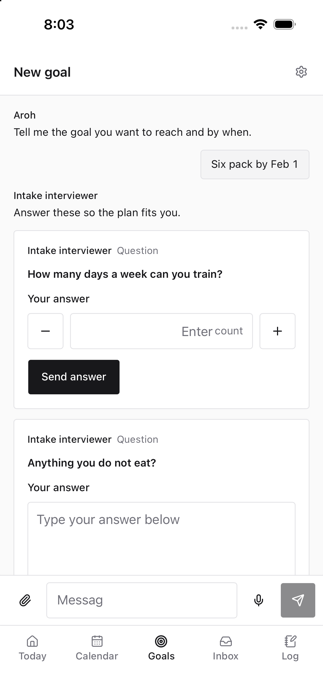 8:03
New goal
Aroh
Tell me the goal you want to reach and by when.
Six pack by Feb 1
Intake interviewer
Answer these so the plan fits you.
Intake interviewer Question
How many days a week can you train?
Your answer
− Enter count +
Send answer
Intake interviewer Question
Anything you do not eat?
Your answer
Type your answer below
Messag
Today Calendar Goals Inbox Log